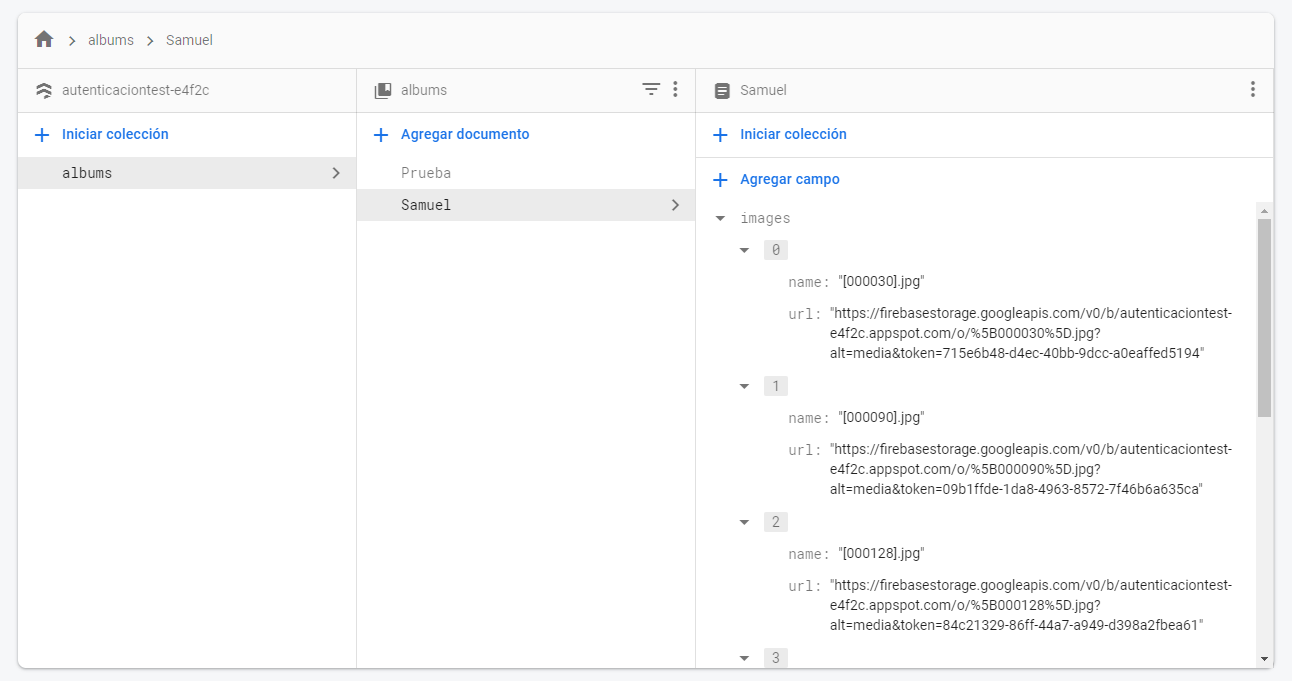 albums
Samuel
autenticaciontest-e4f2c
albums
Samuel
Iniciar colección
Agregar documento
Iniciar colección
albums
Prueba
Samuel
Agregar campo
images
0
name: "[000030].jpg"
url: "https://firebasestorage.googleapis.com/v0/b/autenticaciontest-
e4f2c.appspot.com/o/%5B000030%5D.jpg?
alt=media&token=715e6b48-d4ec-40bb-9dcc-a0eaffed5194"
1
name: "[000090].jpg"
url: "https://firebasestorage.googleapis.com/v0/b/autenticaciontest-
e4f2c.appspot.com/o/%5B000090%5D.jpg?
alt=media&token=09b1ffde-1da8-4963-8572-7f46b6a635ca"
2
name: "[000128].jpg"
url: "https://firebasestorage.googleapis.com/v0/b/autenticaciontest-
e4f2c.appspot.com/o/%5B000128%5D.jpg?
alt=media&token=84c21329-86ff-44a7-a949-d398a2fbea61"
3